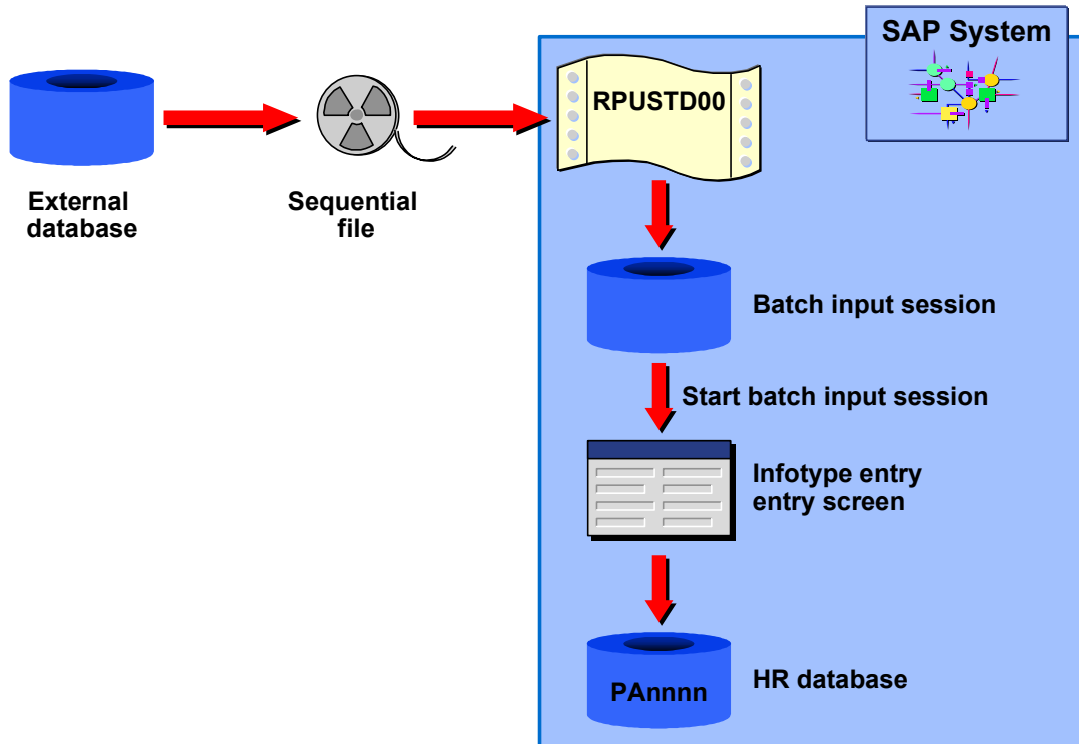 SAP System
RPUSTD00
External
database
Sequential
file
Batch input session
Start batch input session
Infotype entry
entry screen
PAnnnn
HR database